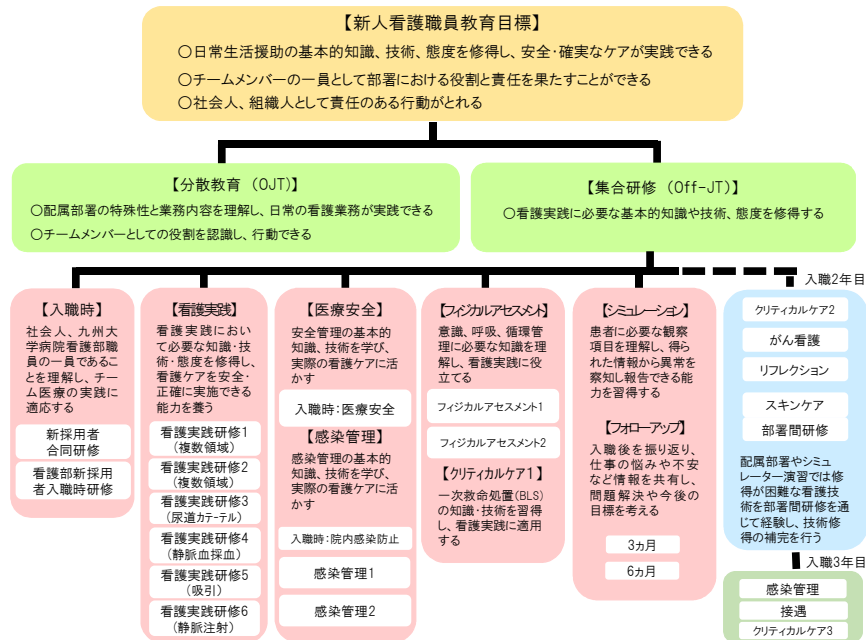 【新人看護職員教育目標】
○日常生活援助の基本的知識、技術、態度を修得し、安全・確実なケアが実践できる
○チームメンバーの一員として部署における役割と責任を果たすことができる
○社会人、組織人として責任のある行動がとれる
【分散教育 (OJT)】
○配属部署の特殊性と業務内容を理解し、日常の看護業務が実践できる
○チームメンバーとしての役割を認識し、行動できる
【集合研修 (Off-JT)】
○看護実践に必要な基本的知識や技術、態度を修得する
【入職時】
社会人、九州大
学病院看護部職
員の一員であるこ
とを理解し、チー
ム医療の実践に
適応する
新採用者
合同研修
看護部新採用
者入職時研修
【看護実践】
看護実践におい
て必要な知識・技
術・態度を修得し、
看護ケアを安全・
正確に実施できる
能力を養う
看護実践研修1
(複数領域)
看護実践研修2
(複数領域)
看護実践研修3
(尿道カテーテル)
看護実践研修4
(静脈血採血)
看護実践研修5
(吸引)
看護実践研修6
(静脈注射)
【医療安全】
安全管理の基本的
知識、技術を学び、
実際の看護ケアに活
かす
入職時:医療安全
【感染管理】
感染管理の基本的
知識、技術を学び、
実際の看護ケアに活
かす
入職時:院内感染防止
感染管理1
感染管理2
【フィジカルアセスメント】
意識、呼吸、循環管
理に必要な知識を理
解し、看護実践に役
立てる
フィジカルアセスメント1
フィジカルアセスメント2
【クリティカルケア1】
一次救命処置(BLS)
の知識・技術を習得
し、看護実践に適用
する
【シミュレーション】
患者に必要な観察
項目を理解し、得ら
れた情報から異常を
察知し報告できる能
力を習得する
【フォローアップ】
入職後を振り返り、
仕事の悩みや不安
など情報を共有し、
問題解決や今後の
目標を考える
3ヵ月
6ヵ月
入職2年目
クリティカルケア2
がん看護
リフレクション
スキンケア
部署間研修
配属部署やシミュ
レーター演習では修
得が困難な看護技
術を部署間研修を通
じて経験し、技術修
得の補完を行う
入職3年目
感染管理
接遇
クリティカルケア3